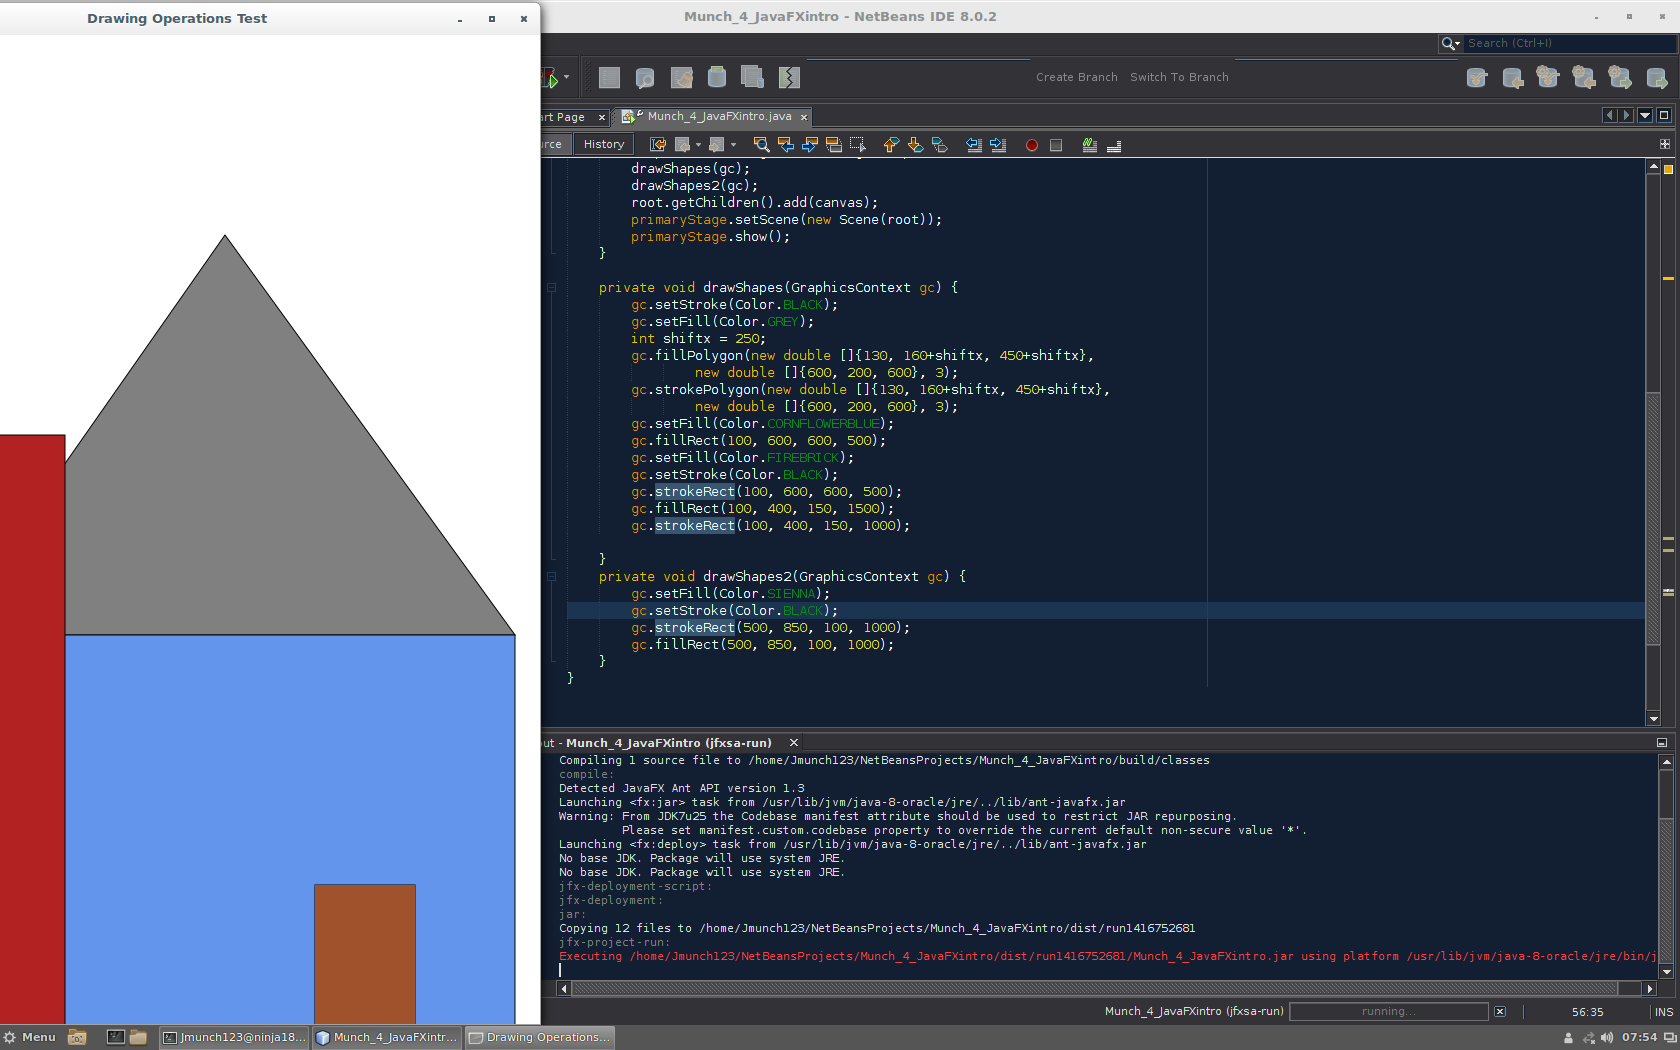 Drawing Operations Test
Munch_4_JavaFXintro - NetBeans IDE 8.0.2
Search (Ctrl+I)
Create Branch Switch To Branch
art Page
Munch_4_JavaFXintro.java
urce
History
drawShapes(gc);
drawShapes2(gc);
root.getChildren().add(canvas);
primaryStage.setScene(new Scene(root));
primaryStage.show();
}
private void drawShapes(GraphicsContext gc) {
gc.setStroke(Color.BLACK);
gc.setFill(Color.GREY);
int shiftx = 250;
gc.fillPolygon(new double []{130, 160+shiftx, 450+shiftx},
new double []{600, 200, 600}, 3);
gc.strokePolygon(new double []{130, 160+shiftx, 450+shiftx},
new double []{600, 200, 600}, 3);
gc.setFill(Color.CORNFLOWERBLUE);
gc.fillRect(100, 600, 600, 500);
gc.setFill(Color.FIREBRICK);
gc.setStroke(Color.BLACK);
gc.strokeRect(100, 600, 600, 500);
gc.fillRect(100, 400, 150, 1500);
gc.strokeRect(100, 400, 150, 1000);
}
private void drawShapes2(GraphicsContext gc) {
gc.setFill(Color.SIENNA);
gc.setStroke(Color.BLACK);
gc.strokeRect(500, 850, 100, 1000);
gc.fillRect(500, 850, 100, 1000);
}
}
out - Munch_4_JavaFXintro (jfxsa-run)
Compiling 1 source file to /home/Jmunch123/NetBeansProjects/Munch_4_JavaFXintro/build/classes
compile:
Detected JavaFX Ant API version 1.3
Launching <fx:jar> task from /usr/lib/jvm/java-8-oracle/jre/../lib/ant-javafx.jar
Warning: From JDK7u25 the Codebase manifest attribute should be used to restrict JAR repurposing.
Please set manifest.custom.codebase property to override the current default non-secure value '*'.
Launching <fx:deploy> task from /usr/lib/jvm/java-8-oracle/jre/../lib/ant-javafx.jar
No base JDK. Package will use system JRE.
No base JDK. Package will use system JRE.
jfx-deployment-script:
jfx-deployment:
jar:
Copying 12 files to /home/Jmunch123/NetBeansProjects/Munch_4_JavaFXintro/dist/run1416752681
jfx-project-run:
Executing /home/Jmunch123/NetBeansProjects/Munch_4_JavaFXintro/dist/run1416752681/Munch_4_JavaFXintro.jar using platform /usr/lib/jvm/java-8-oracle/jre/bin/j
Munch_4_JavaFXintro (jfxsa-run)
running...
56:35
INS
Menu
Jmunch123@ninja18...
Munch_4_JavaFXintr...
Drawing Operations...
07:54